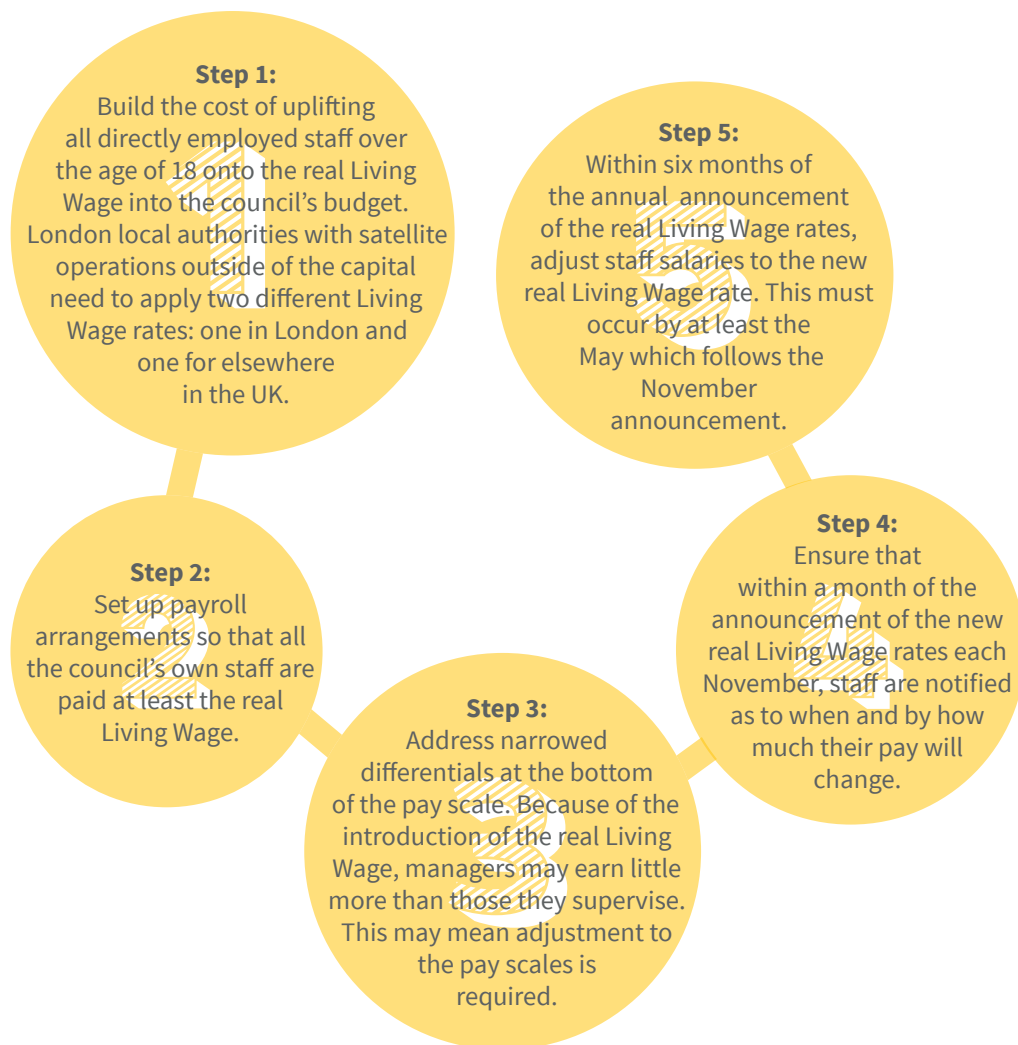 Step 1:
Build the cost of uplifting
all directly employed staff over
the age of 18 onto the real Living
Wage into the council's budget.
London local authorities with satellite
operations outside of the capital
need to apply two different Living
Wage rates: one in London and
one for elsewhere
in the UK.
1
Step 2:
Set up payroll
arrangements so that all
the council's own staff are
paid at least the real
Living Wage.
2
Step 3:
Address narrowed
differentials at the bottom
of the pay scale. Because of the
introduction of the real Living
Wage, managers may earn little
more than those they supervise.
This may mean adjustment to
the pay scales is
required.
3
Step 4:
Ensure that
within a month of the
announcement of the new
real Living Wage rates each
November, staff are notified
as to when and by how
much their pay will
change.
4
Step 5:
Within six months of
the annual announcement
of the real Living Wage rates,
adjust staff salaries to the new
real Living Wage rate. This must
occur by at least the
May which follows the
November
announcement.
5